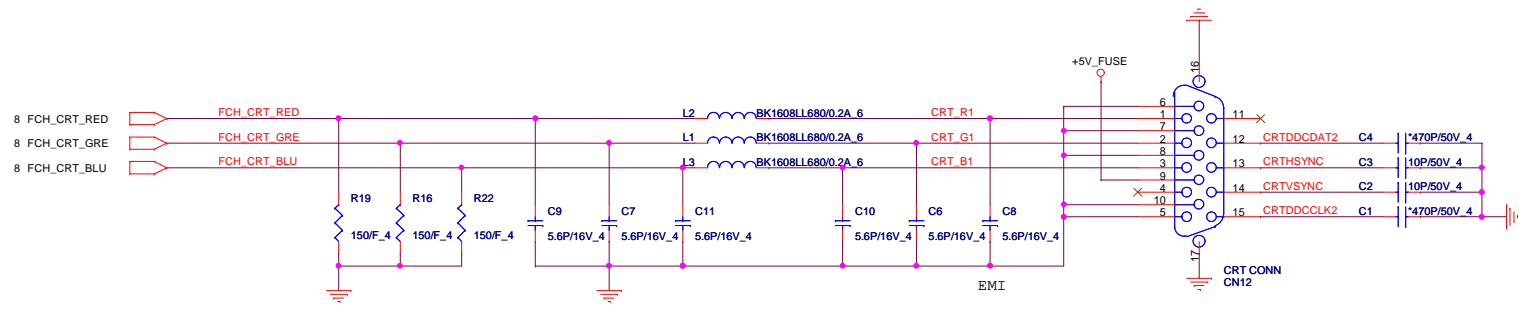 +5V_FUSE
16
8 FCH_CRT_RED
FCH_CRT_RED
L2
BK1608LL680/0.2A_6
CRT_R1
6
1
11
8 FCH_CRT_GRE
FCH_CRT_GRE
L1
BK1608LL680/0.2A_6
CRT_G1
7
2
12
CRTDDCDAT2
C4
*470P/50V_4
8 FCH_CRT_BLU
FCH_CRT_BLU
L3
BK1608LL680/0.2A_6
CRT_B1
8
3
13
CRTHSYNC
C3
10P/50V_4
9
4
14
CRTVSYNC
C2
10P/50V_4
10
5
15
CRTDDCCLK2
C1
*470P/50V_4
R19
R16
R22
C9
C7
C11
C10
C6
C8
150/F_4
150/F_4
150/F_4
5.6P/16V_4
5.6P/16V_4
5.6P/16V_4
5.6P/16V_4
5.6P/16V_4
5.6P/16V_4
17
EMI
CRT CONN
CN12